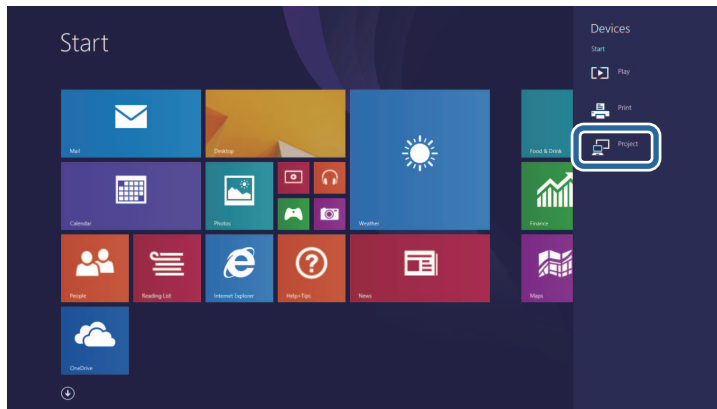 Start
Mail
Desktop
Calendar
Photos
Weather
Food & Drink
Finance
People
Reading List
Internet Explorer
Help+Tips
News
Maps
OneDrive
Devices
Start
Play
Print
Project